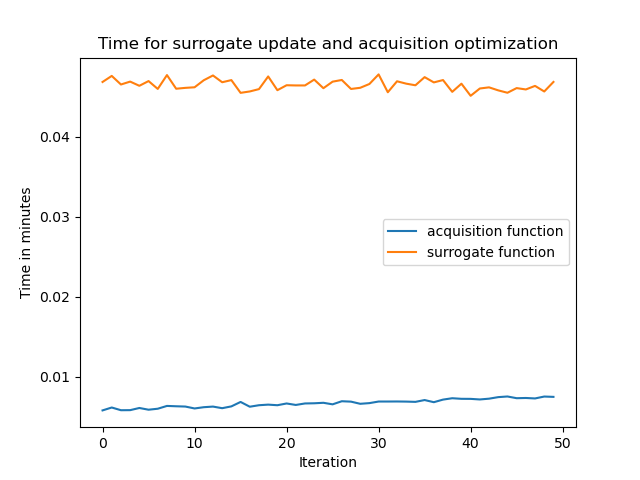 Time for surrogate update and acquisition optimization
0.04
0.03
0.02
0.01
Time in minutes
acquisition function
surrogate function
0 10 20 30 40 50
Iteration